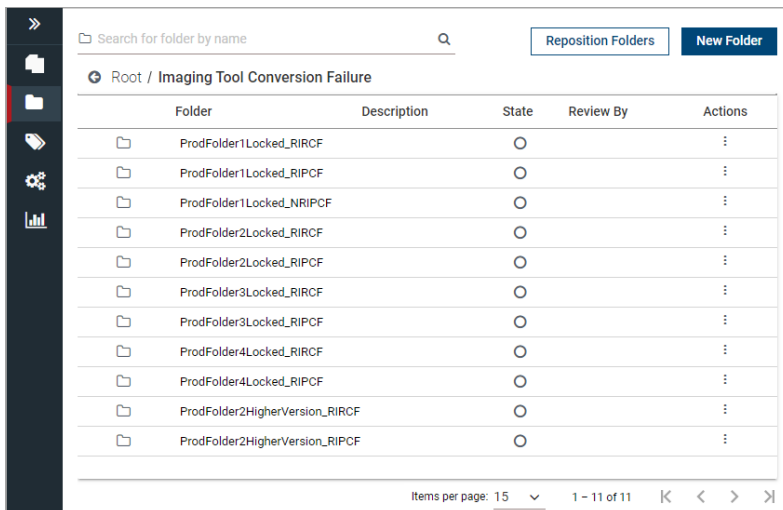 Search for folder by name
Reposition Folders
New Folder
Root / Imaging Tool Conversion Failure
Folder Description State Review By Actions
ProdFolder1Locked_RIRCF
ProdFolder1Locked_RIPCF
ProdFolder1Locked_NRIPCF
ProdFolder2Locked_RIRCF
ProdFolder2Locked_RIPCF
ProdFolder3Locked_RIRCF
ProdFolder3Locked_RIPCF
ProdFolder4Locked_RIRCF
ProdFolder4Locked_RIPCF
ProdFolder2HigherVersion_RIRCF
ProdFolder2HigherVersion_RIPCF
Items per page: 15 1 – 11 of 11